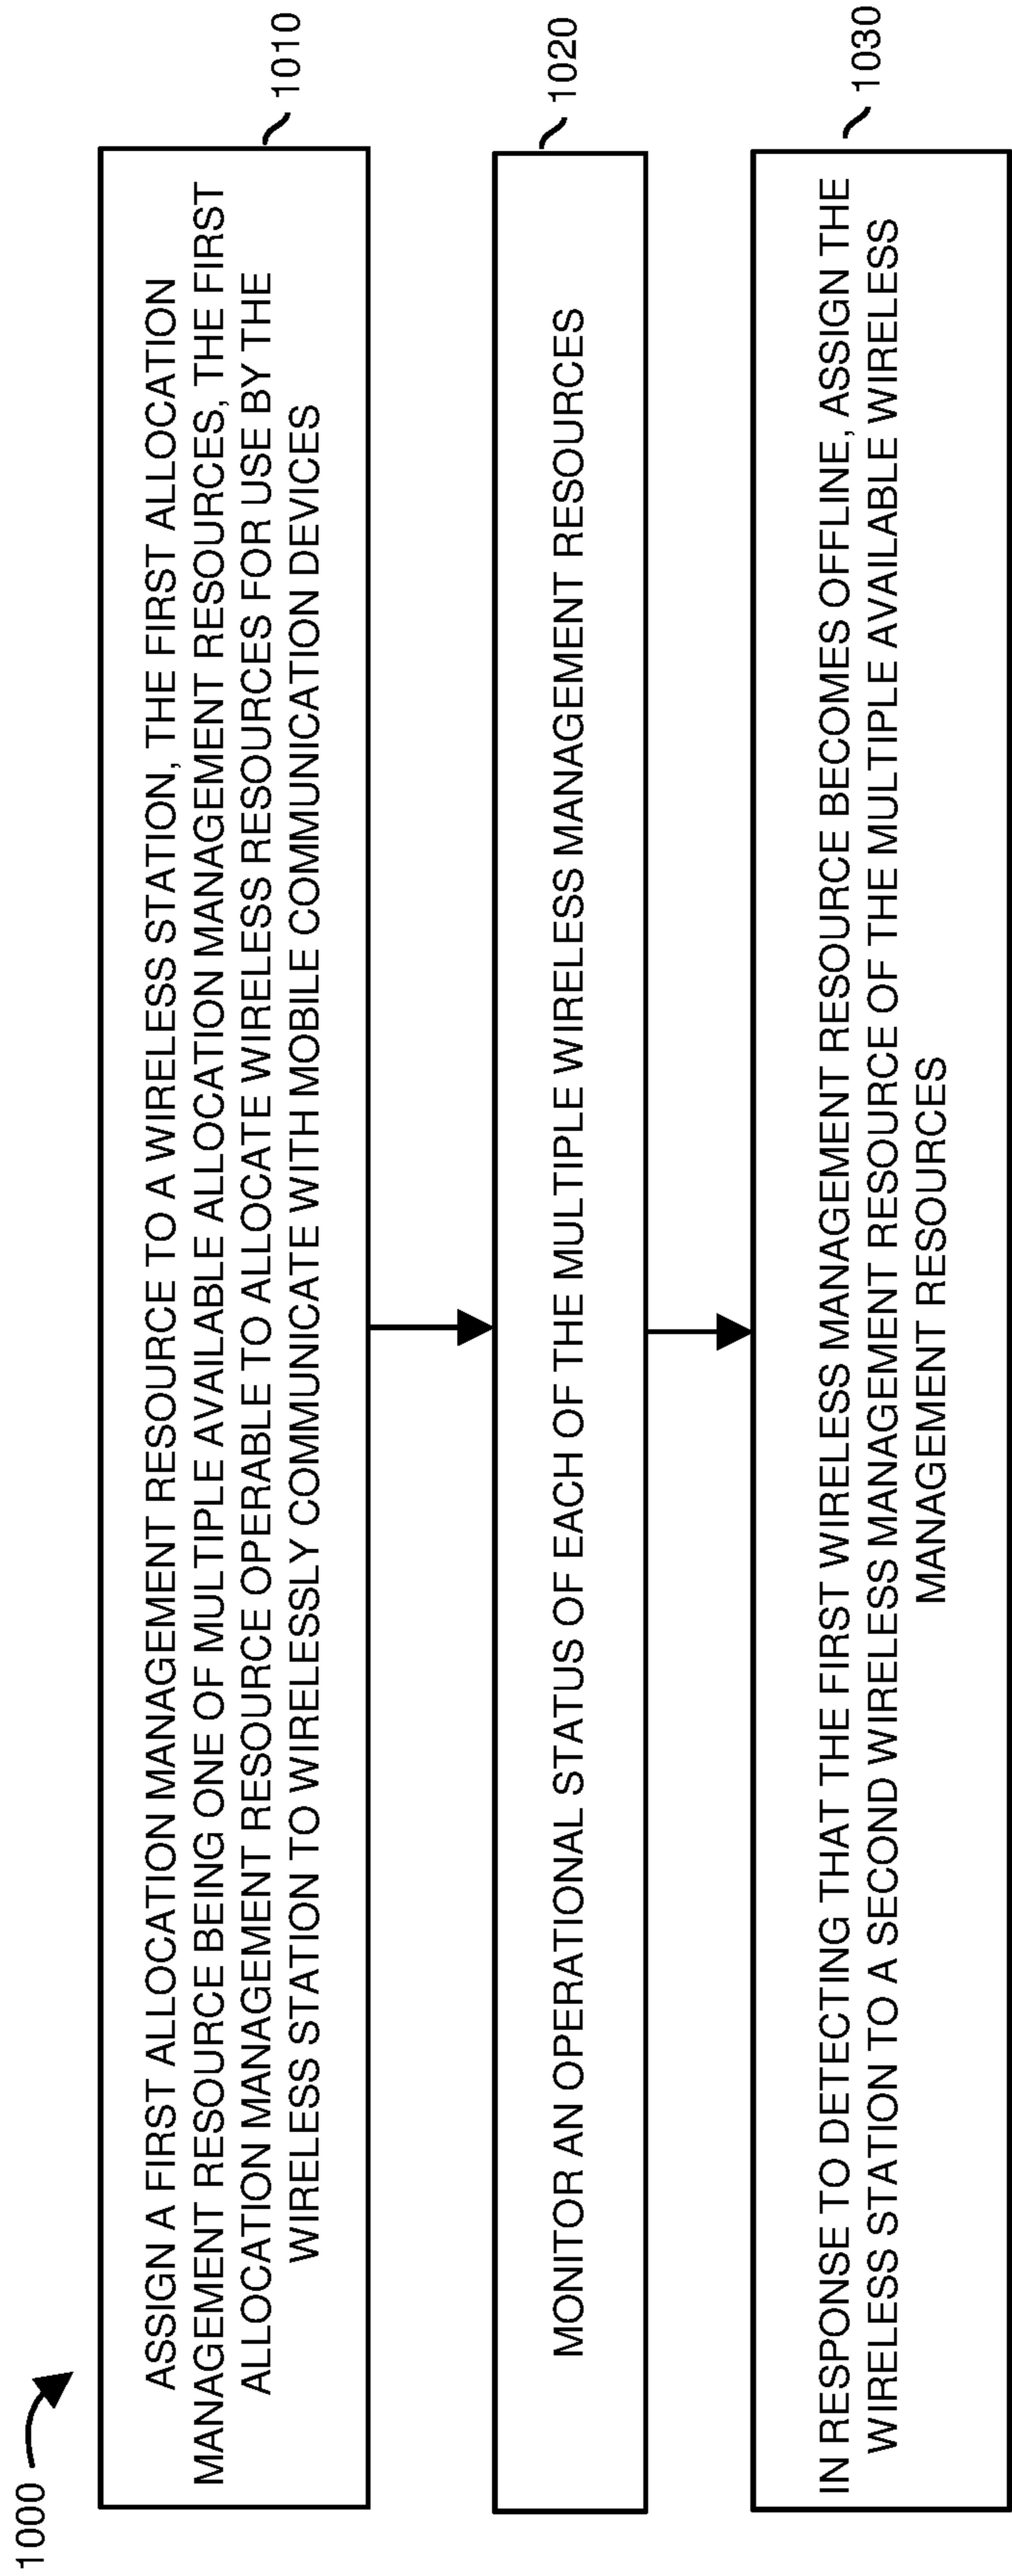 1000
ASSIGN A FIRST ALLOCATION MANAGEMENT RESOURCE TO A WIRELESS STATION, THE FIRST ALLOCATION
MANAGEMENT RESOURCE BEING ONE OF MULTIPLE AVAILABLE ALLOCATION MANAGEMENT RESOURCES, THE FIRST
ALLOCATION MANAGEMENT RESOURCE OPERABLE TO ALLOCATE WIRELESS RESOURCES FOR USE BY THE
WIRELESS STATION TO WIRELESSLY COMMUNICATE WITH MOBILE COMMUNICATION DEVICES
1010
MONITOR AN OPERATIONAL STATUS OF EACH OF THE MULTIPLE WIRELESS MANAGEMENT RESOURCES
1020
IN RESPONSE TO DETECTING THAT THE FIRST WIRELESS MANAGEMENT RESOURCE BECOMES OFFLINE, ASSIGN THE
WIRELESS STATION TO A SECOND WIRELESS MANAGEMENT RESOURCE OF THE MULTIPLE AVAILABLE WIRELESS
MANAGEMENT RESOURCES
1030